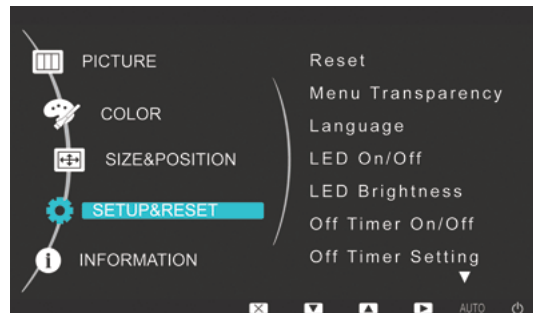 PICTURE
COLOR
SIZE&POSITION
SETUP&RESET
INFORMATION
Reset
Menu Transparency
Language
LED On/Off
LED Brightness
Off Timer On/Off
Off Timer Setting
AUTO